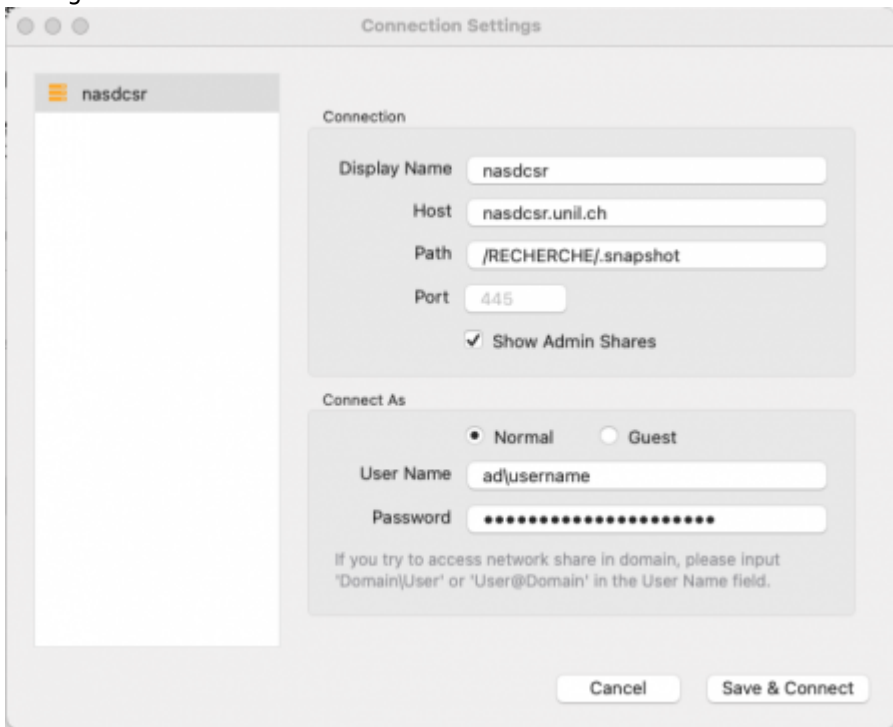 Connection Settings
nasdcsr
Connection
Display Name nasdcsr
Host nasdcsr.unil.ch
Path /RECHERCHE/.snapshot
Port 445
Show Admin Shares
Connect As
Normal Guest
User Name ad\username
Password ●●●●●●●●●●●●●●●●●●●●●
If you try to access network share in domain, please input
'Domain\User' or 'User@Domain' in the User Name field.
Cancel Save & Connect